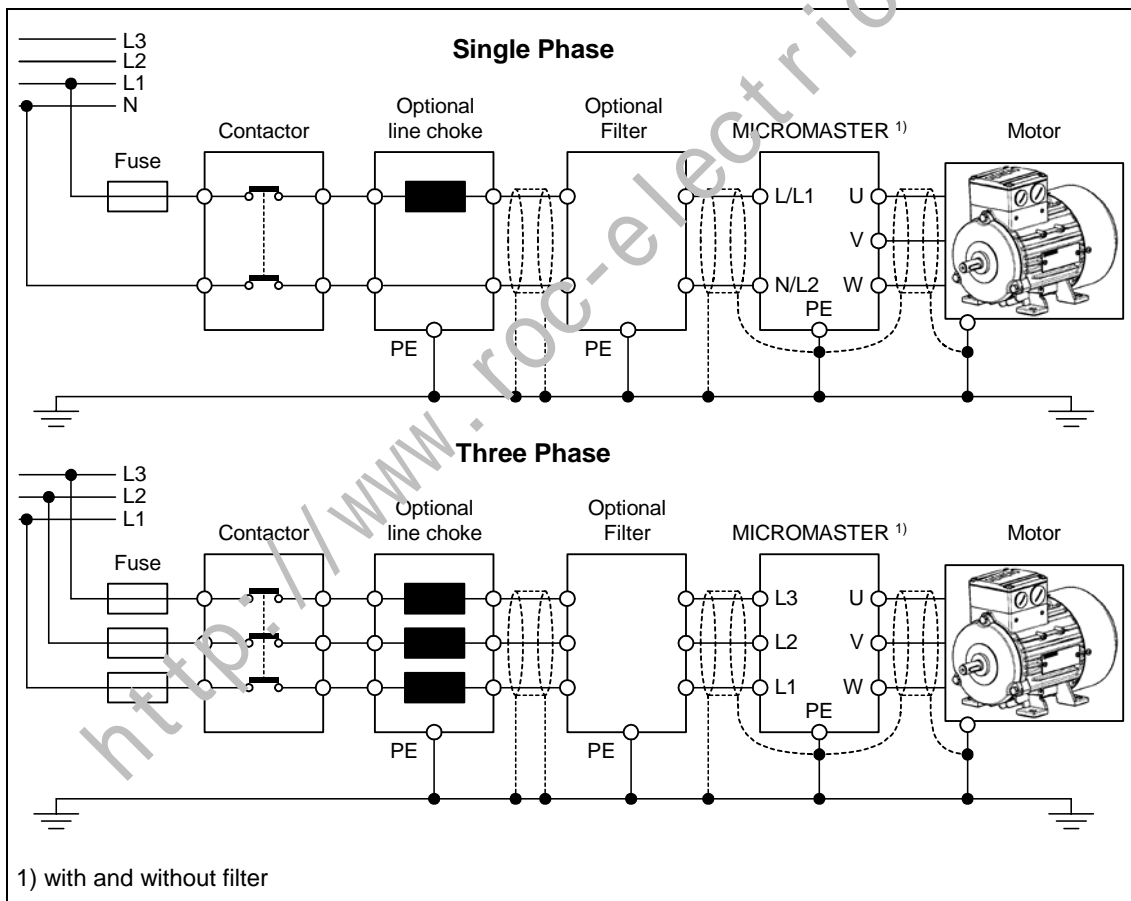 L3
L2
L1
N
Single Phase
Fuse
Contactor
Optional
line choke
Optional
Filter
MICROMASTER 1)
Motor
L/L1
N/L2
U
V
W
PE
PE
PE
Three Phase
L3
L2
L1
Fuse
Contactor
Optional
line choke
Optional
Filter
MICROMASTER 1)
Motor
L3
L2
L1
U
V
W
PE
PE
PE
1) with and without filter
http://www.roc-electric